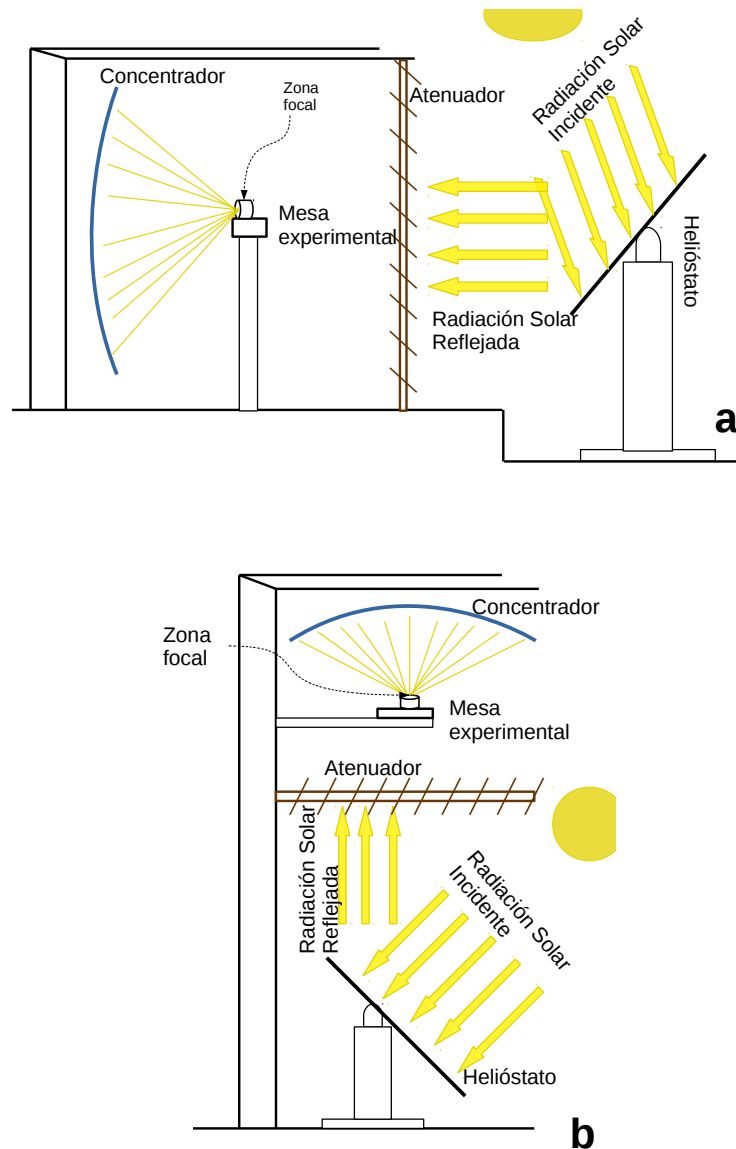 Concentrador
Zona
focal
Atenuador
Radiación Solar
Incidente
Mesa
experimental
Helióstato
Radiación Solar
Reflejada
a
Concentrador
Zona
focal
Mesa
experimental
Atenuador
Radiación Solar
Reflejada
Radiación Solar
Incidente
Helióstato
b